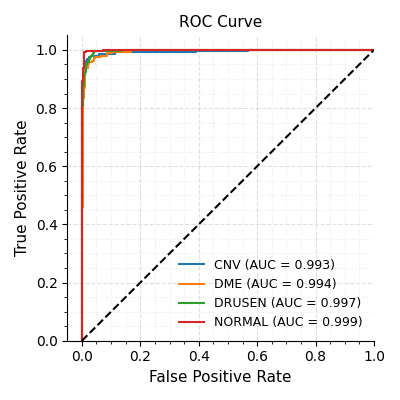 ROC Curve
True Positive Rate
1.0
0.8
0.6
0.4
0.2
0.0
CNV (AUC = 0.993)
DME (AUC = 0.994)
DRUSEN (AUC = 0.997)
NORMAL (AUC = 0.999)
0.0 0.2 0.4 0.6 0.8 1.0
False Positive Rate